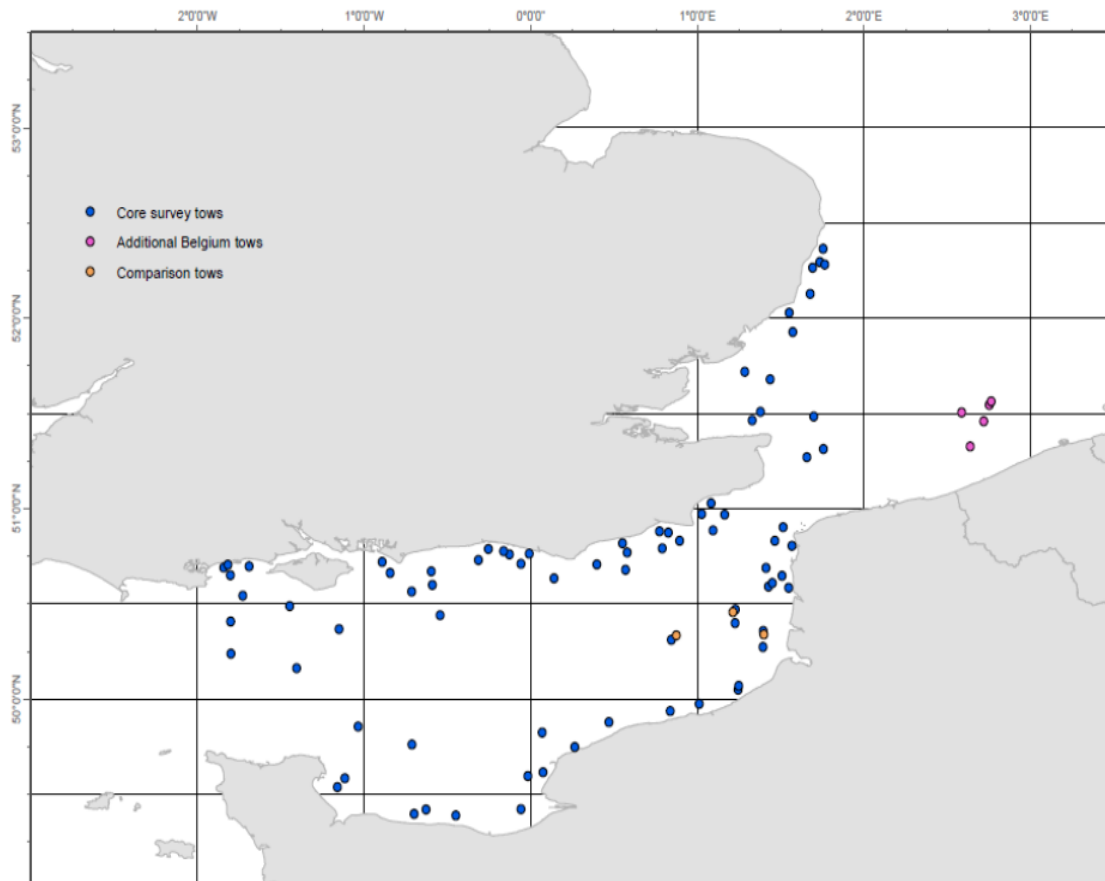 2°0'0"W 1°0'0"W 0°0'0" 1°0'0"E 2°0'0"E 3°0'0"E
53°0'0"N
Core survey tows
Additional Belgium tows
Comparison tows
52°0'0"N
51°0'0"N
50°0'0"N